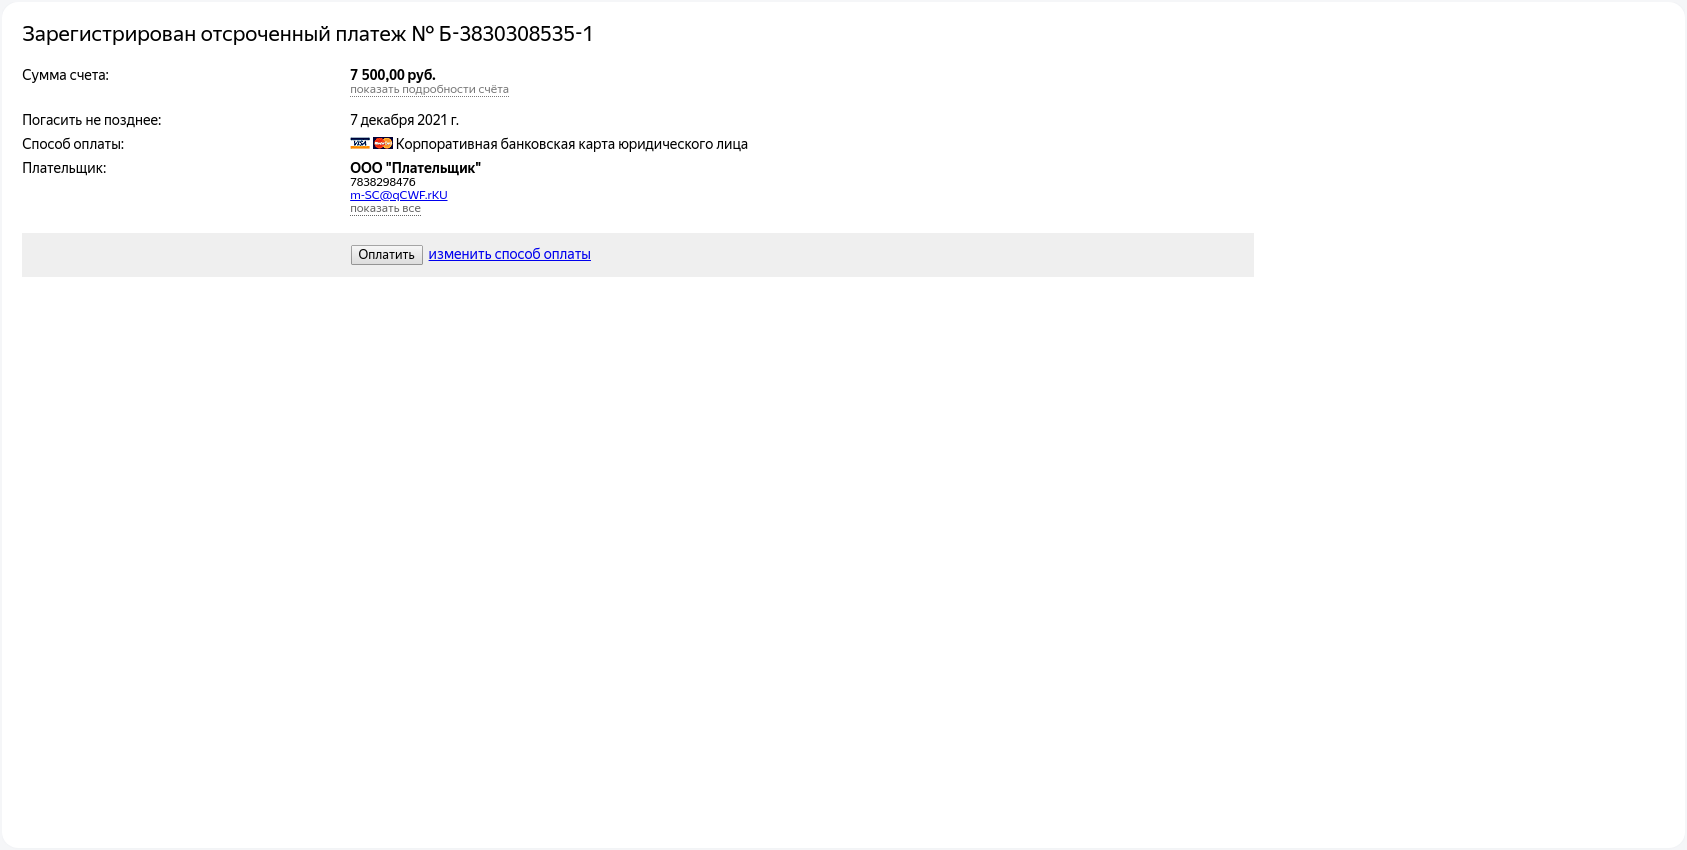 Зарегистрирован отсроченный платеж № Б-3830308535-1
Сумма счета: 7 500,00 руб.
показать подробности счёта
Погасить не позднее: 7 декабря 2021 г.
Способ оплаты: VISA Корпоративная банковская карта юридического лица
Плательщик: ООО "Плательщик"
7838298476
m-SC@qCWF.rKU
показать все
Оплатить изменить способ оплаты